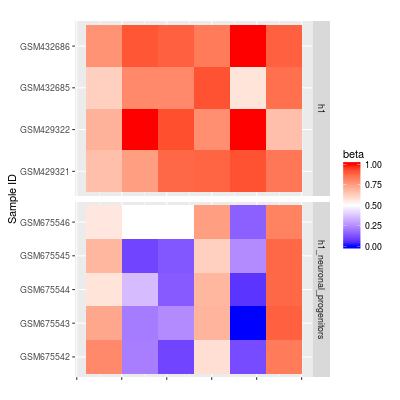 GSM432686
GSM432685
GSM429322
GSM429321
h1
GSM675546
GSM675545
GSM675544
GSM675543
GSM675542
h1_neuronal_progenitors
Sample ID
beta
1.00
0.75
0.50
0.25
0.00